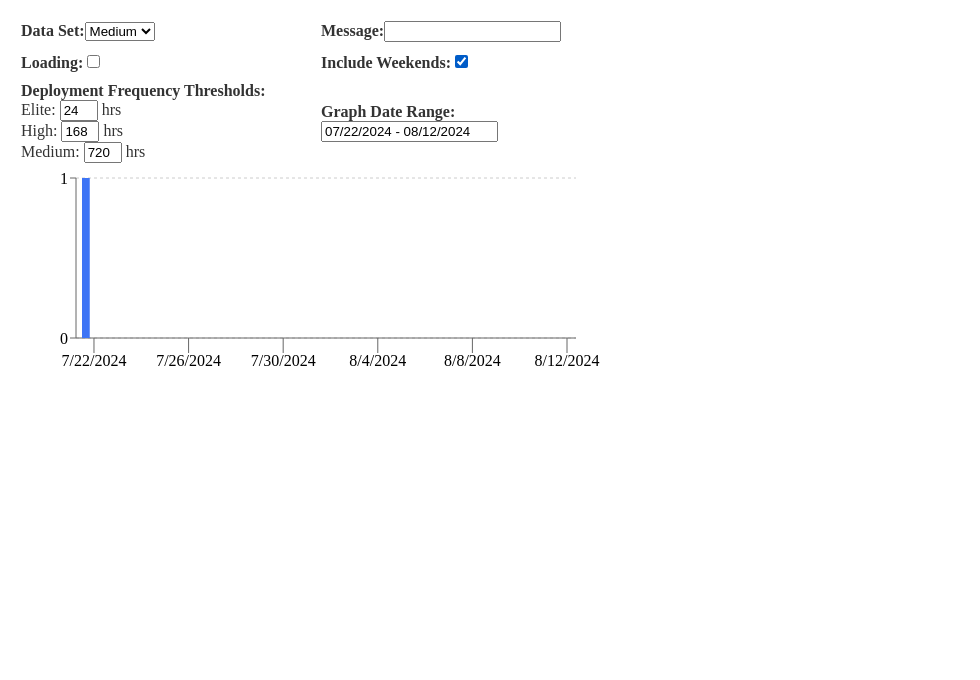 Data Set: Medium
Message:
Loading:
Include Weekends:
Deployment Frequency Thresholds:
Elite: 24 hrs
High: 168 hrs
Medium: 720 hrs
Graph Date Range:
07/22/2024 - 08/12/2024
1
0
7/22/2024 7/26/2024 7/30/2024 8/4/2024 8/8/2024 8/12/2024